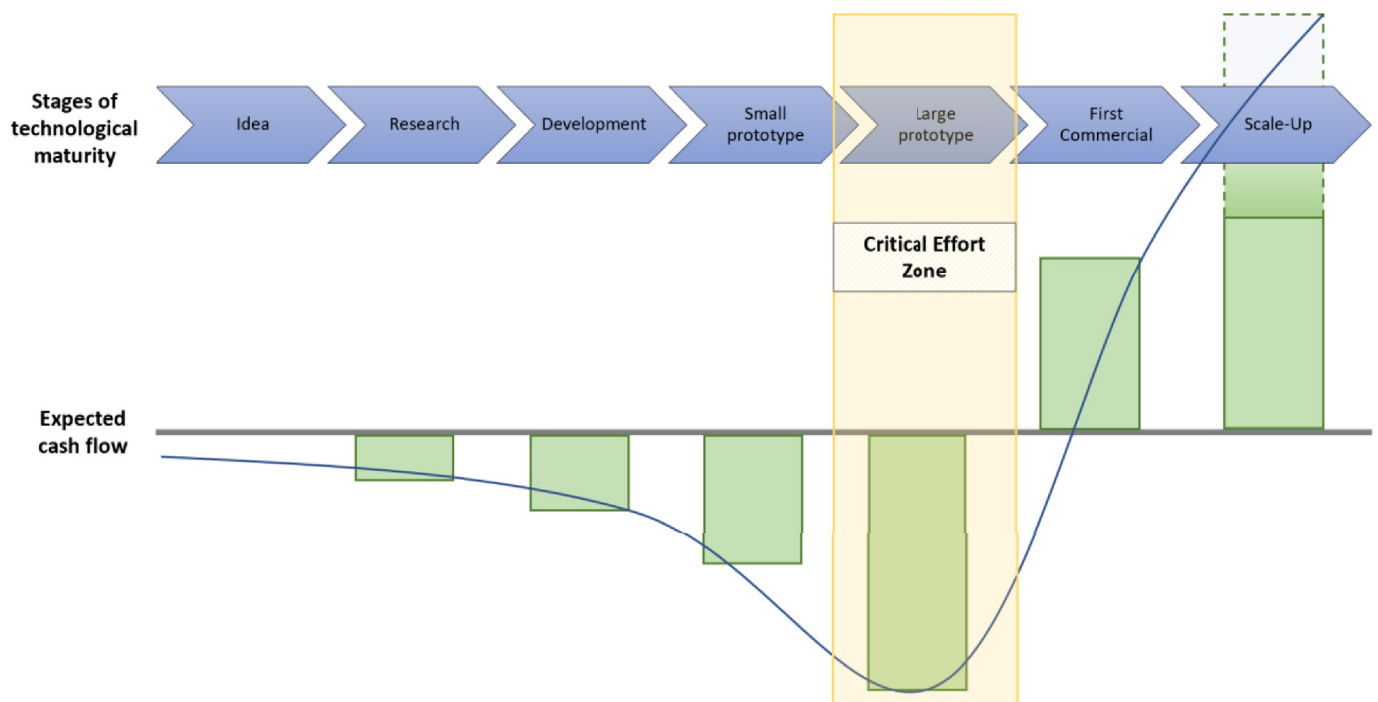 Stages of
technological
maturity
Idea
Research
Development
Small
prototype
Large
prototype
First
Commercial
Scale-Up
Critical Effort
Zone
Expected
cash flow